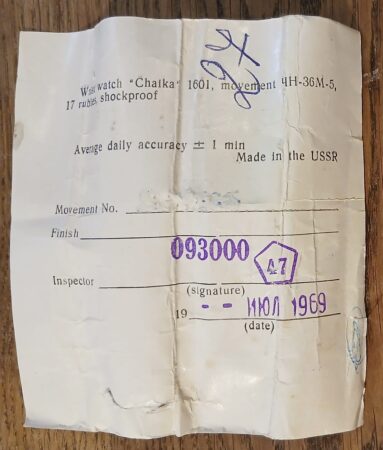 24
Wrist watch "Chaika" 1601, movement ЧН-36М-5,
17 rubies shockproof
Average daily accuracy ± 1 min
Made in the USSR
Movement No.
Finish
093000
47
Inspector
(signature)
19 - - ИЮЛ 1969
(date)